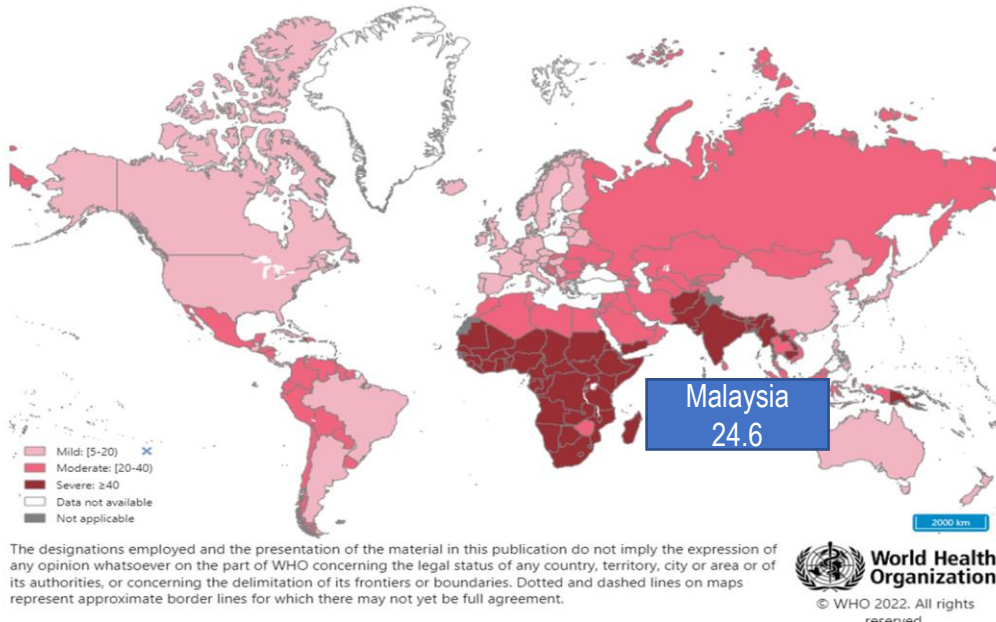 Malaysia
24.6
Mild: [5-20)
Moderate: [20-40)
Severe: ≥40
Data not available
Not applicable
2000 km
The designations employed and the presentation of the material in this publication do not imply the expression of
any opinion whatsoever on the part of WHO concerning the legal status of any country, territory, city or area or of
its authorities, or concerning the delimitation of its frontiers or boundaries. Dotted and dashed lines on maps
represent approximate border lines for which there may not yet be full agreement.
World Health
Organization
© WHO 2022. All rights
reserved